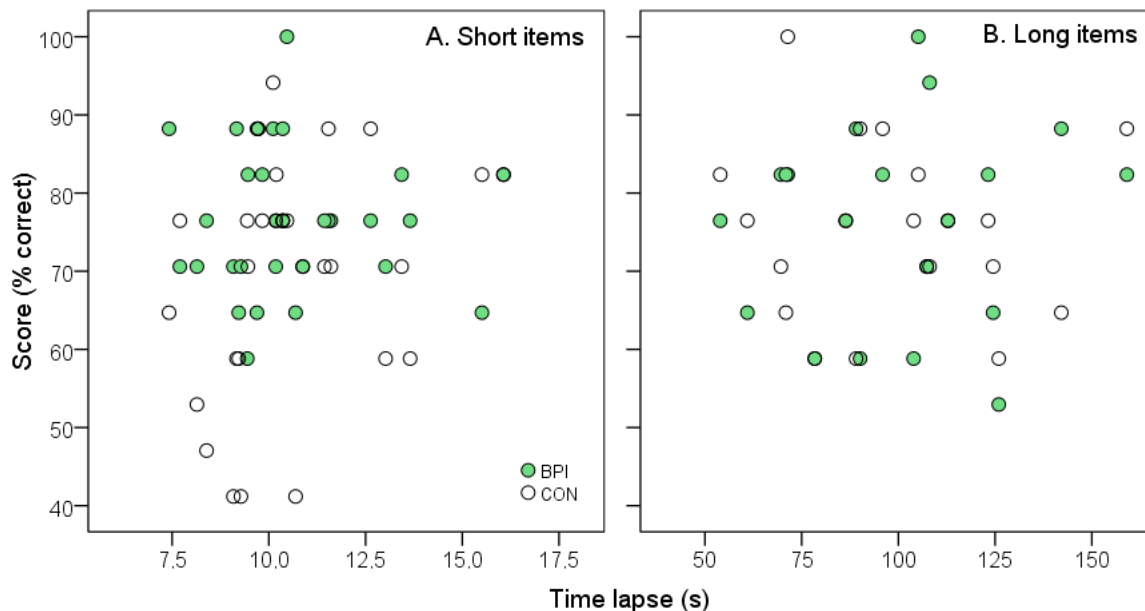 A. Short items
B. Long items
Score (% correct)
100
90
80
70
60
50
40
BPI
CON
7,5
10,0
12,5
15,0
17,5
50
75
100
125
150
Time lapse (s)